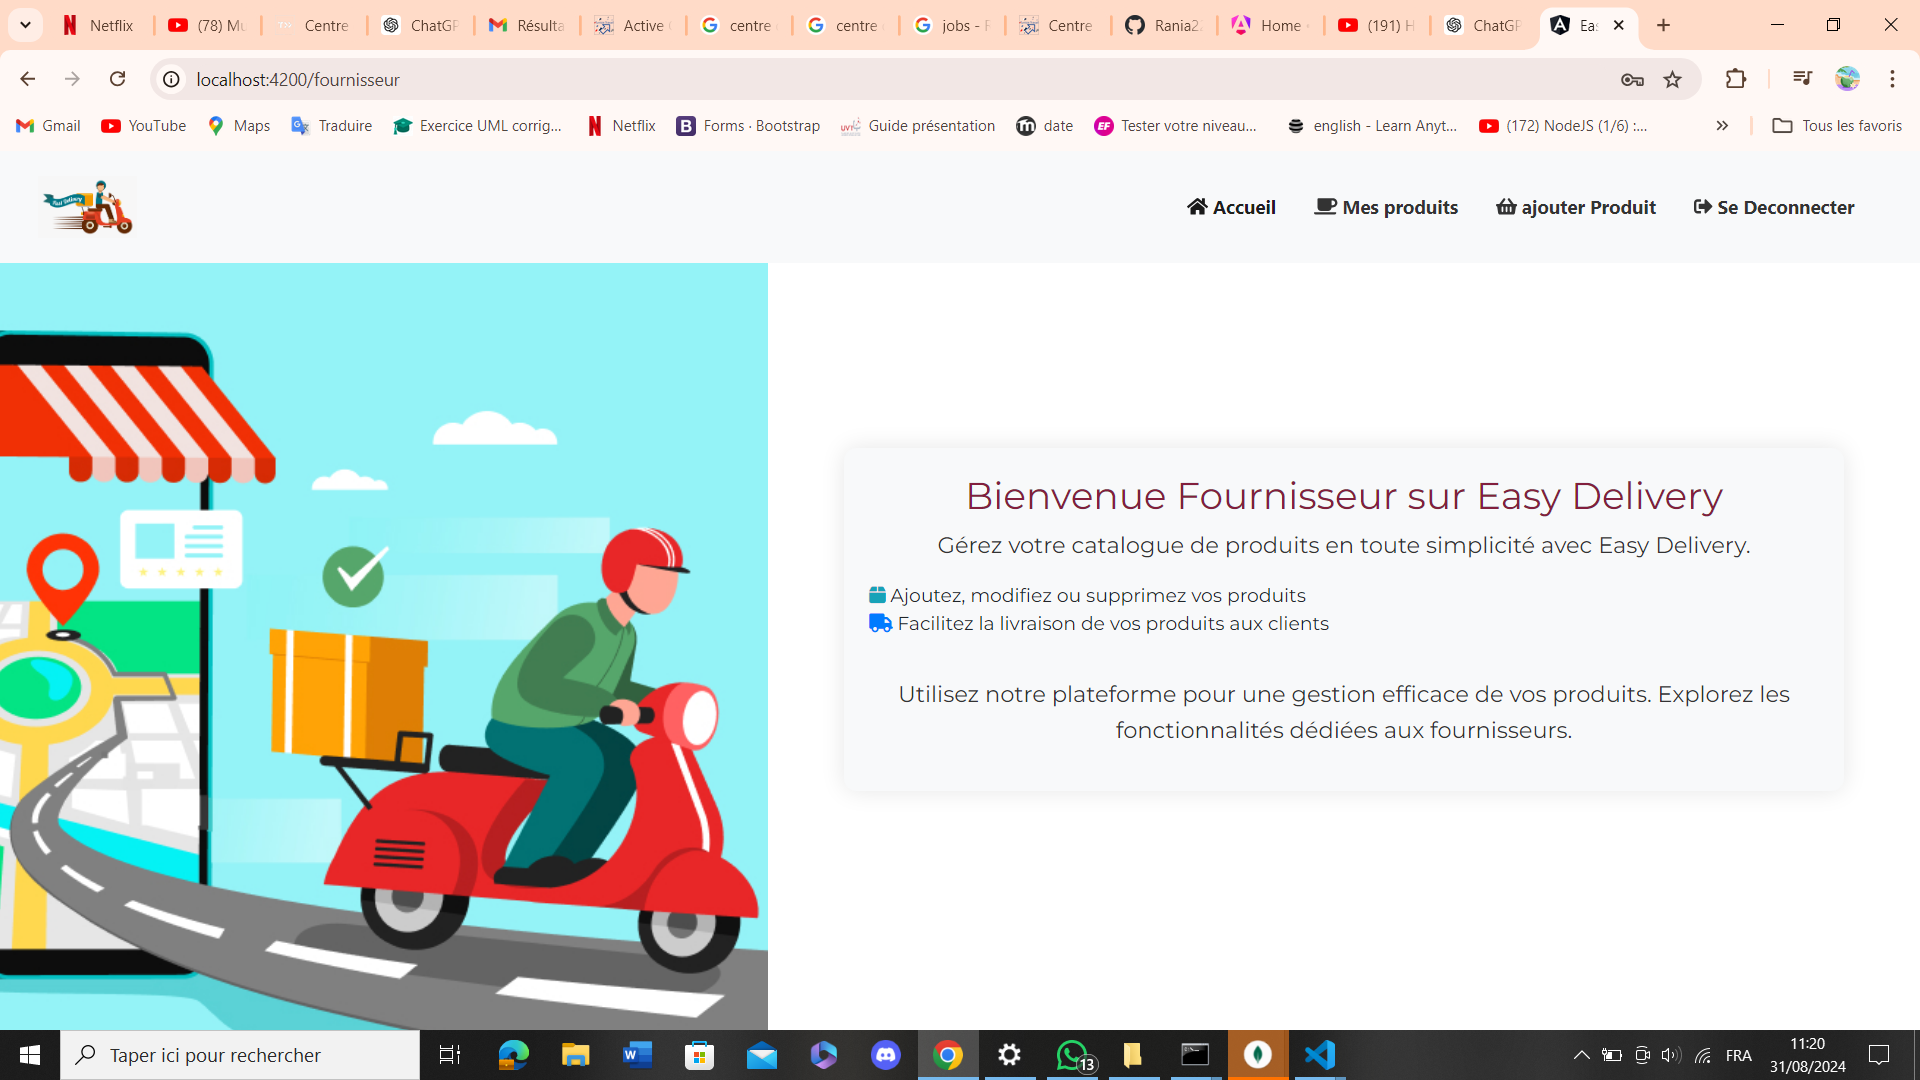 Netflix
(78) Mu
Centre
ChatGP
Résulta
Active
centre
centre
jobs - F
Centre
Rania2
Home
(191) H
ChatGP
Eas
localhost:4200/fournisseur
Gmail
YouTube
Maps
Traduire
Exercice UML corrig...
Netflix
Forms · Bootstrap
Guide présentation
date
Tester votre niveau...
english - Learn Anyt...
(172) NodeJS (1/6) :...
Tous les favoris
Accueil
Mes produits
ajouter Produit
Se Deconnecter
Bienvenue Fournisseur sur Easy Delivery
Gérez votre catalogue de produits en toute simplicité avec Easy Delivery.
Ajoutez, modifiez ou supprimez vos produits
Facilitez la livraison de vos produits aux clients
Utilisez notre plateforme pour une gestion efficace de vos produits. Explorez les
fonctionnalités dédiées aux fournisseurs.
Taper ici pour rechercher
13
FRA
11:20
31/08/2024